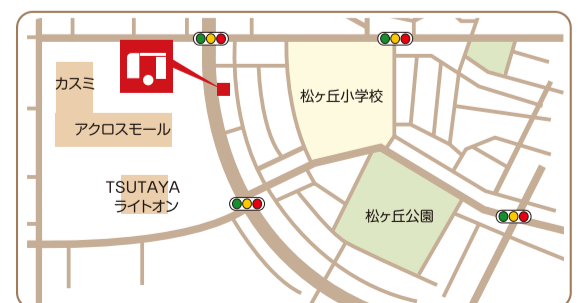 カスミ
松ヶ丘小学校
アクロスモール
TSUTAYA
ライトオン
松ヶ丘公園